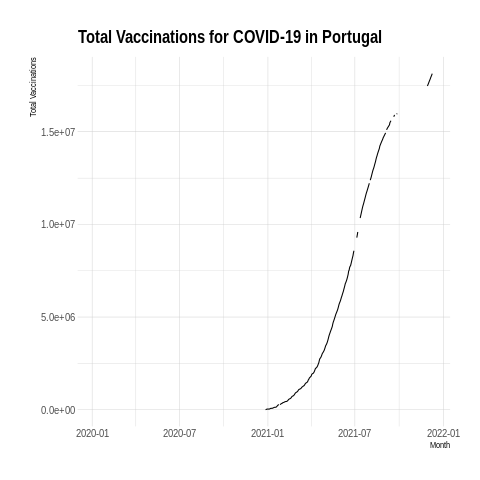 Total Vaccinations for COVID-19 in Portugal
Total Vaccinations
1.5e+07
1.0e+07
5.0e+06
0.0e+00
2020-01 2020-07 2021-01 2021-07 2022-01
Month